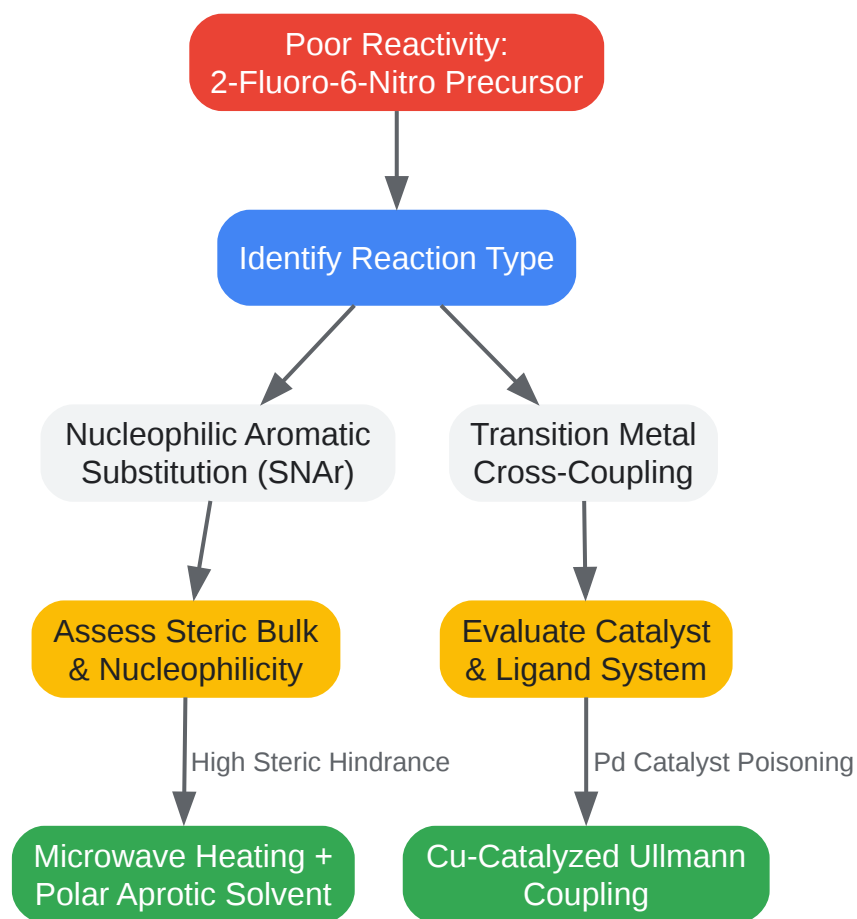 Poor Reactivity:
2-Fluoro-6-Nitro Precursor
Identify Reaction Type
Nucleophilic Aromatic
Substitution (SNAr)
Transition Metal
Cross-Coupling
Assess Steric Bulk
& Nucleophilicity
Evaluate Catalyst
& Ligand System
High Steric Hindrance
Pd Catalyst Poisoning
Microwave Heating +
Polar Aprotic Solvent
Cu-Catalyzed Ullmann
Coupling